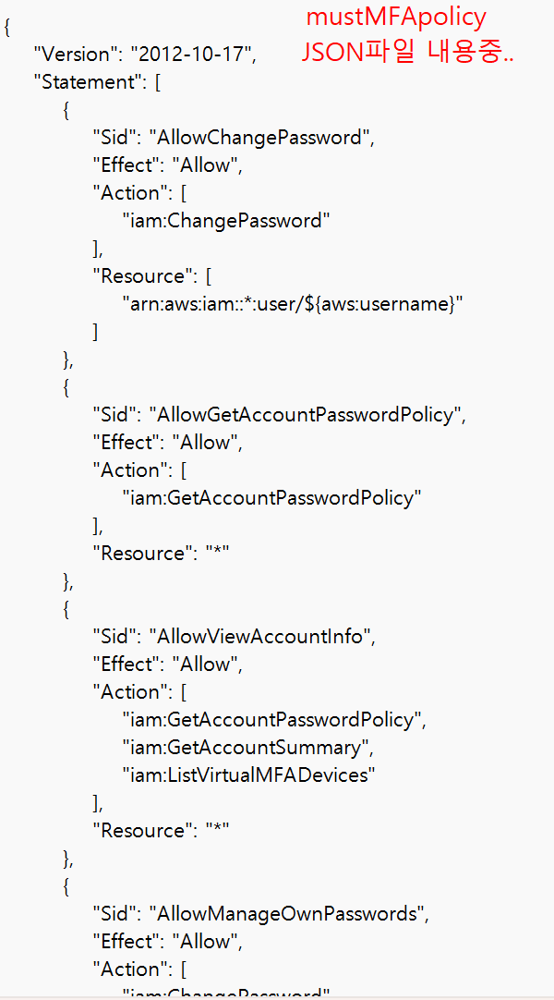 mustMFApolicy
JSON파일 내용중..
{
"Version": "2012-10-17",
"Statement": [
{
"Sid": "AllowChangePassword",
"Effect": "Allow",
"Action": [
"iam:ChangePassword"
],
"Resource": [
"arn:aws:iam::*:user/${aws:username}"
]
},
{
"Sid": "AllowGetAccountPasswordPolicy",
"Effect": "Allow",
"Action": [
"iam:GetAccountPasswordPolicy"
],
"Resource": "*"
},
{
"Sid": "AllowViewAccountInfo",
"Effect": "Allow",
"Action": [
"iam:GetAccountPasswordPolicy",
"iam:GetAccountSummary",
"iam:ListVirtualMFADevices"
],
"Resource": "*"
},
{
"Sid": "AllowManageOwnPasswords",
"Effect": "Allow",
"Action": [
"iam:ChangePassword"